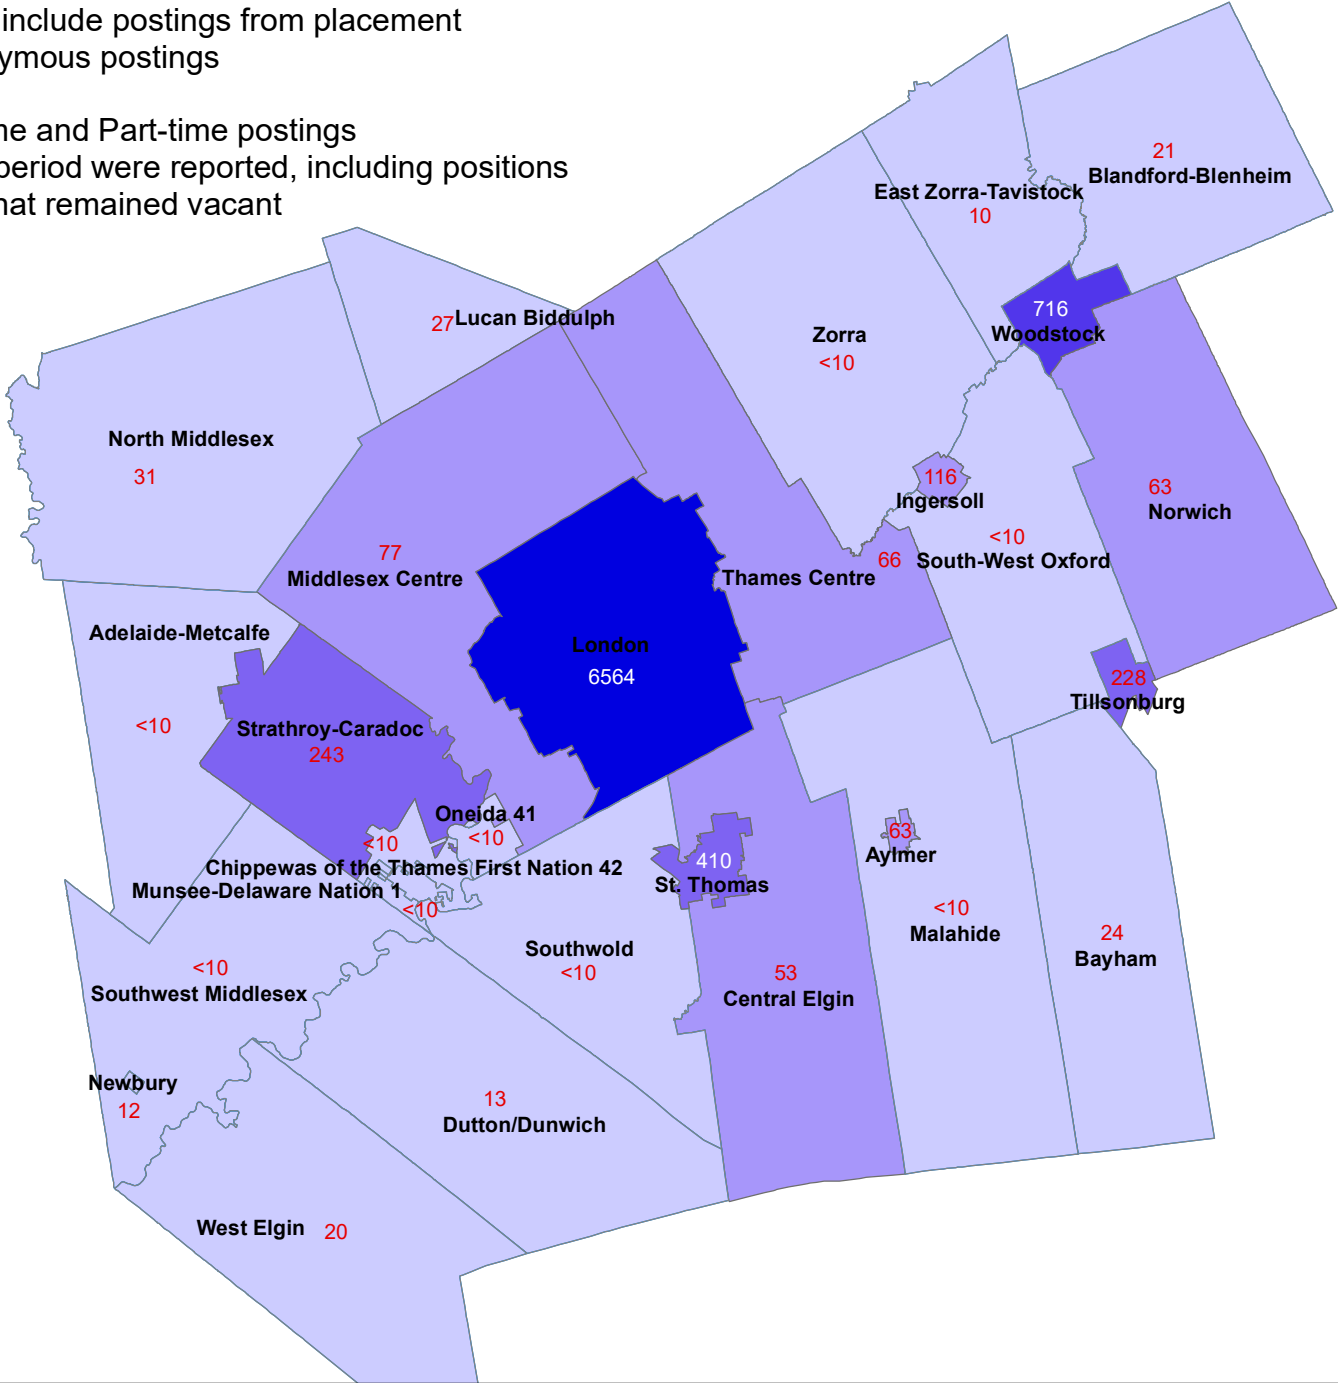 include postings from placement
ymous postings
ne and Part-time postings
period were reported, including positions
hat remained vacant
21
Blandford-Blenheim
East Zorra-Tavistock
10
716
Woodstock
27
Lucan Biddulph
Zorra
<10
North Middlesex
31
116
Ingersoll
63
Norwich
<10
South-West Oxford
77
Middlesex Centre
66
Thames Centre
Adelaide-Metcalfe
<10
London
6564
228
Tillsonburg
Strathroy-Caradoc
243
Oneida 41
<10
<10
Chippewas of the Thames First Nation 42
Munsee-Delaware Nation 1
<10
410
St. Thomas
63
Aylmer
<10
Malahide
24
Bayham
Southwold
<10
<10
Southwest Middlesex
53
Central Elgin
Newbury
12
13
Dutton/Dunwich
West Elgin
20